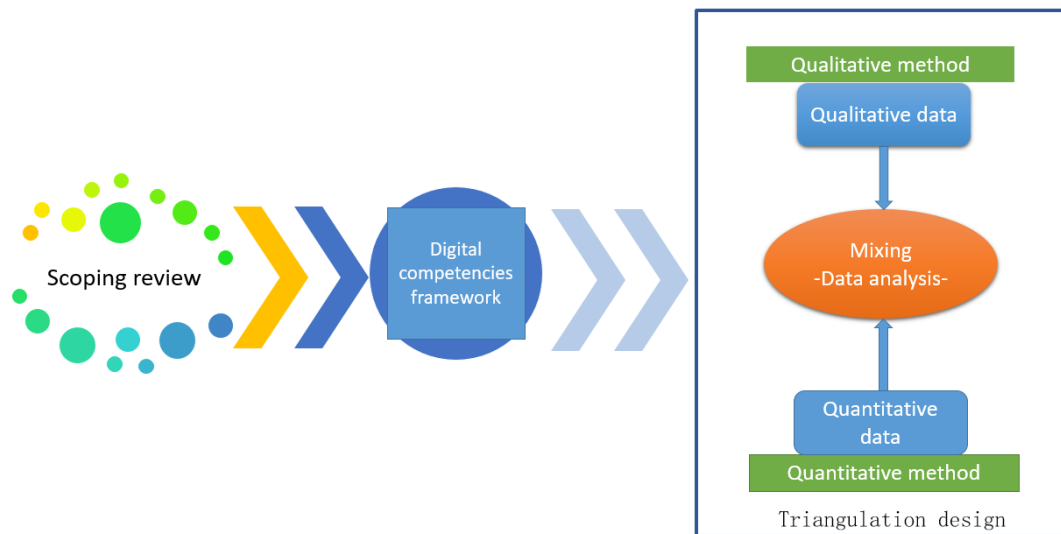 Scoping review
Digital
competencies
framework
Qualitative method
Qualitative data
Mixing
-Data analysis-
Quantitative
data
Quantitative method
Triangulation design